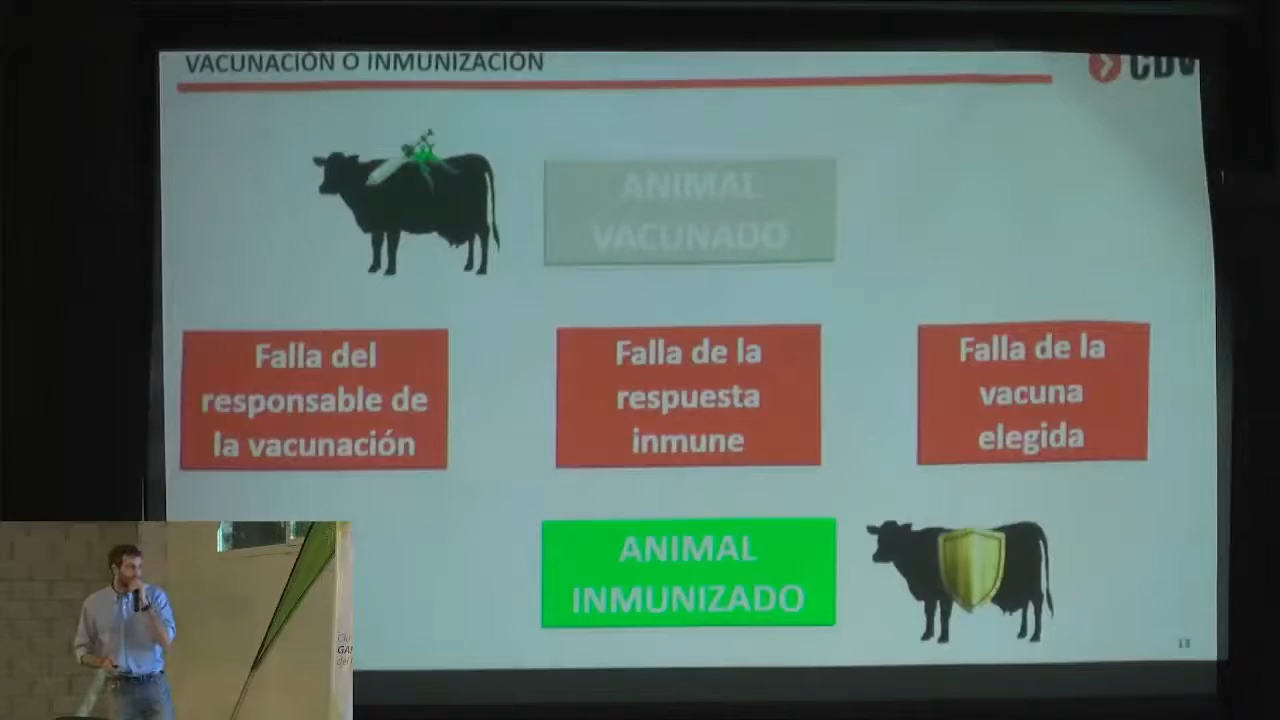 VACUNACIÓN O INMUNIZACIÓN
CDV
ANIMAL
VACUNADO
Falla del
responsable de
la vacunación
Falla de la
respuesta
inmune
Falla de la
vacuna
elegida
ANIMAL
INMUNIZADO
13